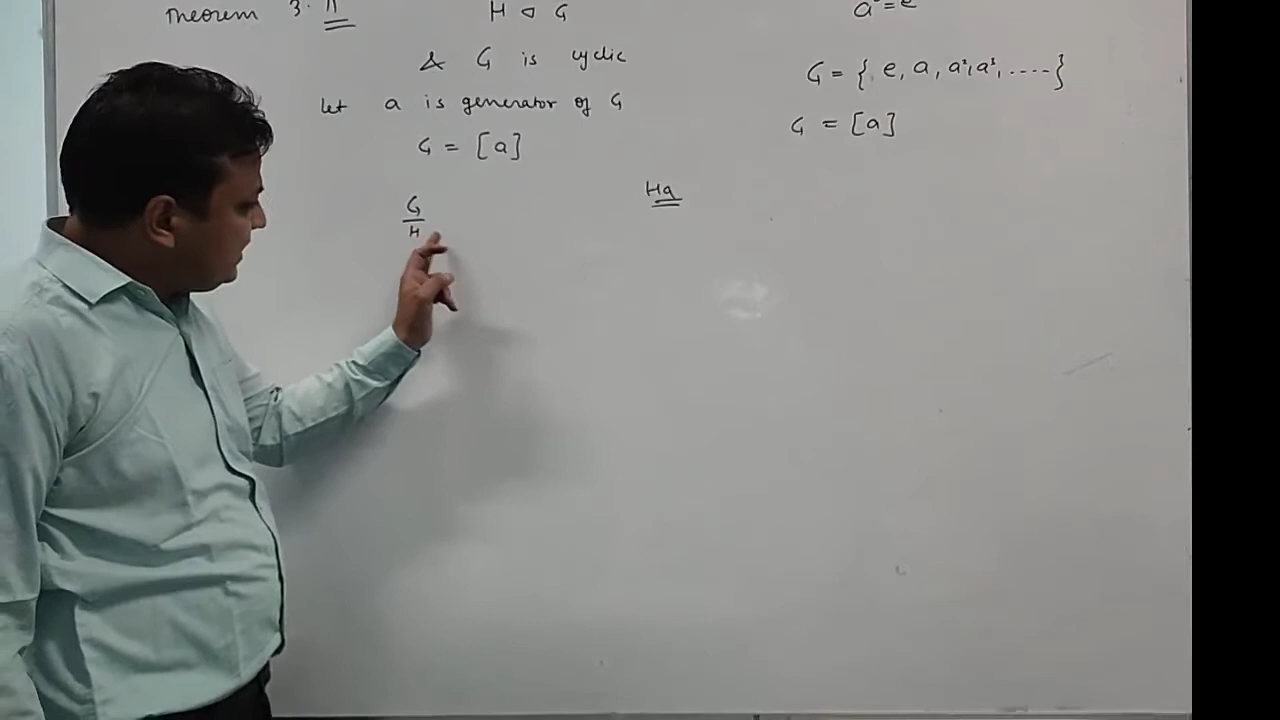 Theorem 3. H ⊲ G
& G is cyclic
let a is generator of G
G = [a]
G
H
Ha
= e
G = { e, a, a², a³, ..... }
G = [a]